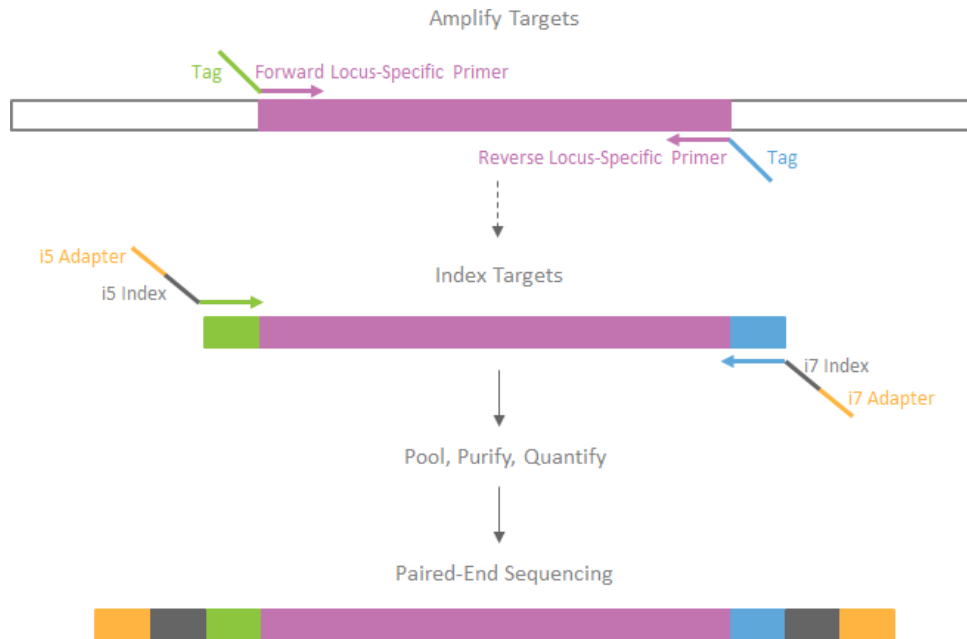 Amplify Targets
Tag
Forward Locus-Specific Primer
Reverse Locus-Specific Primer
Tag
i5 Adapter
i5 Index
Index Targets
i7 Index
i7 Adapter
Pool, Purify, Quantify
Paired-End Sequencing